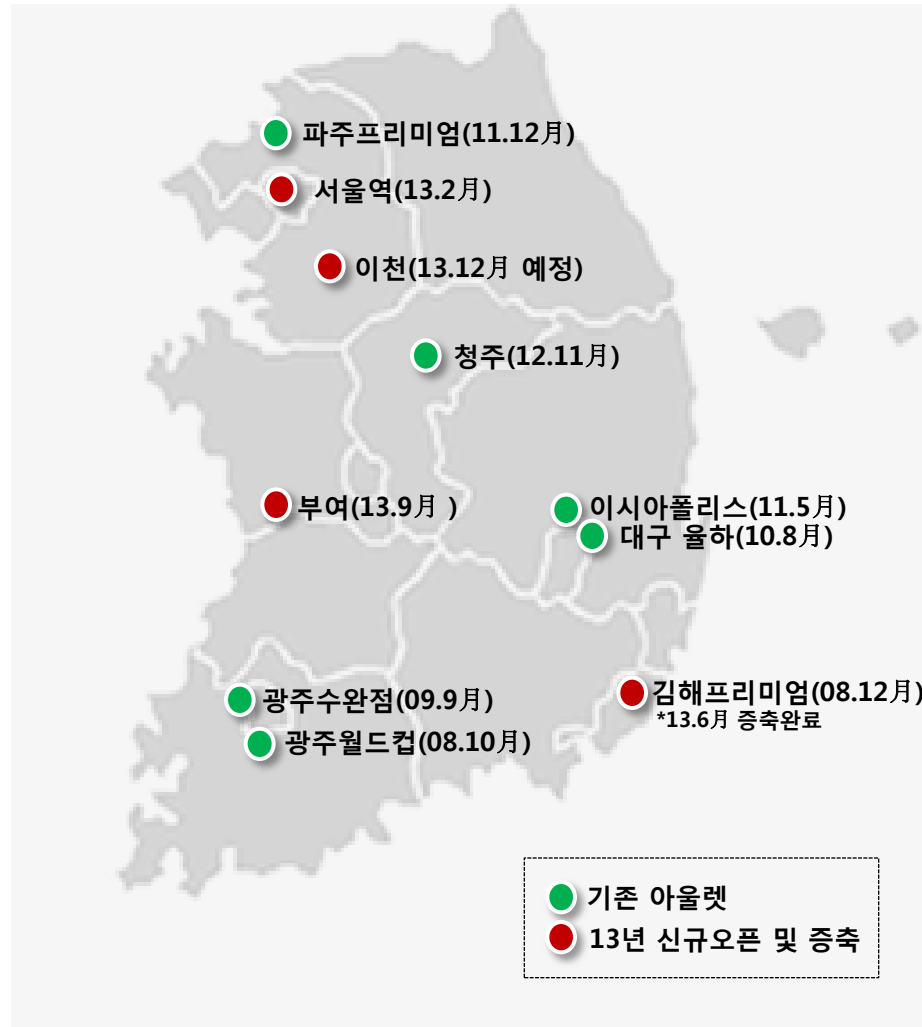 파주프리미엄(11.12月)
서울역(13.2月)
이천(13.12月 예정)
청주(12.11月)
부여(13.9月 )
이시아폴리스(11.5月)
대구 율하(10.8月)
광주수완점(09.9月)
김해프리미엄(08.12月)
*13.6月 증축완료
광주월드컵(08.10月)
기존 아울렛
13년 신규오픈 및 증축